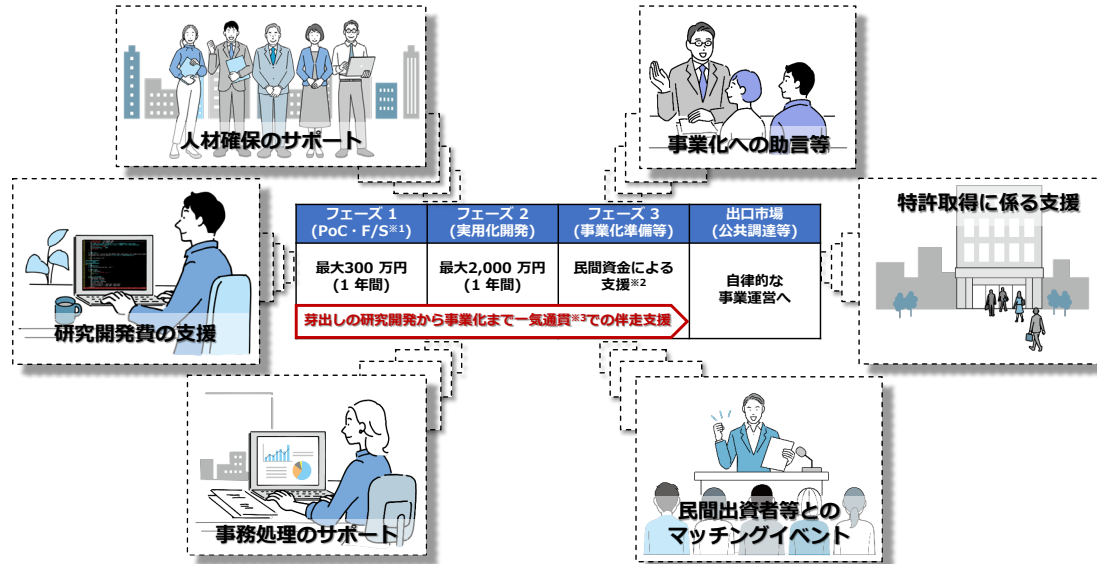 人材確保のサポート
事業化への助言等
研究開発費の支援
特許取得に係る支援
フェーズ 1
(PoC・F/S※1)
フェーズ 2
(実用化開発)
フェーズ 3
(事業化準備等)
出口市場
(公共調達等)
最大300 万円
(1 年間)
最大2,000 万円
(1 年間)
民間資金による
支援※2
自律的な
事業運営へ
芽出しの研究開発から事業化まで一気通貫※3での伴走支援
事務処理のサポート
民間出資者等との
マッチングイベント